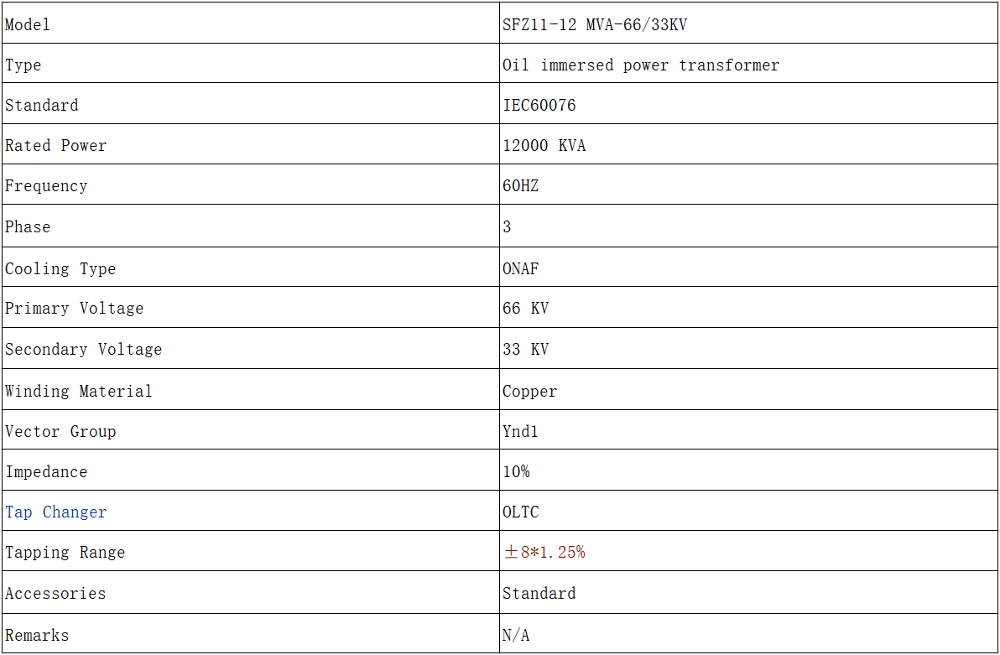 Model SFZ11-12 MVA-66/33KV
Type Oil immersed power transformer
Standard IEC60076
Rated Power 12000 KVA
Frequency 60HZ
Phase 3
Cooling Type ONAF
Primary Voltage 66 KV
Secondary Voltage 33 KV
Winding Material Copper
Vector Group Ynd1
Impedance 10%
Tap Changer OLTC
Tapping Range ±8*1.25%
Accessories Standard
Remarks N/A